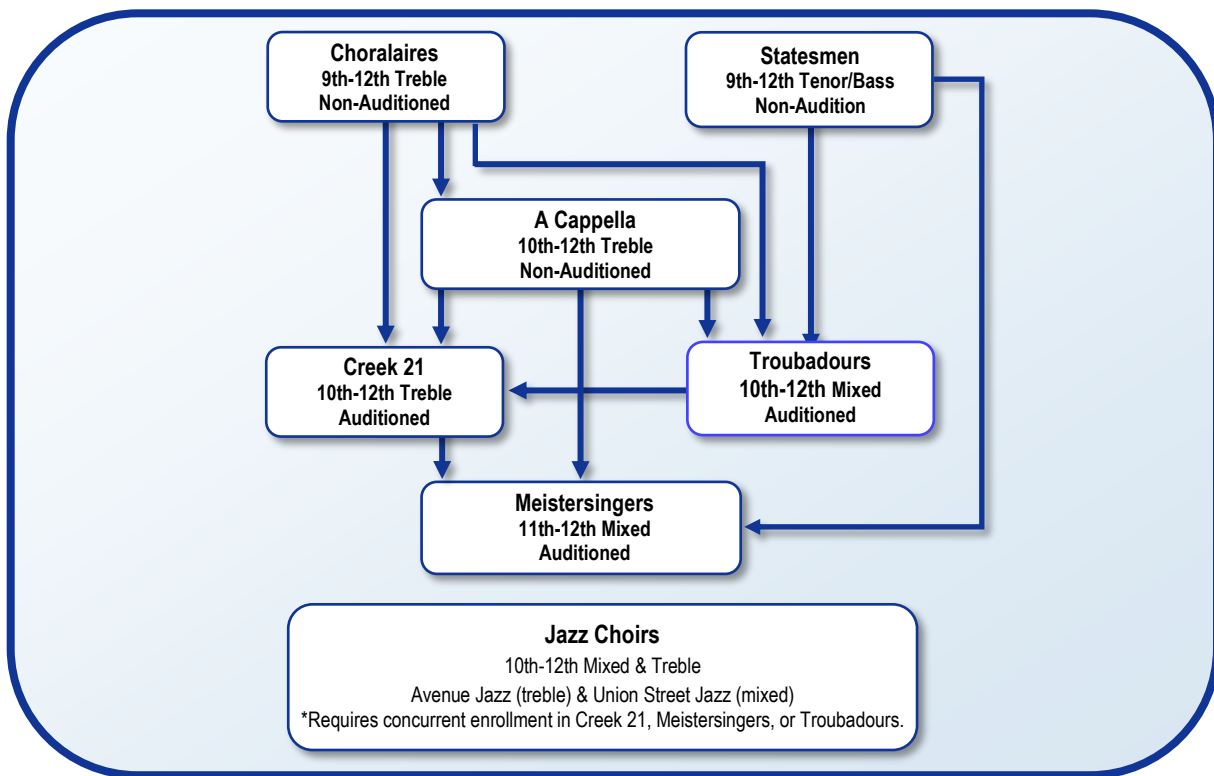 Choralaires
9th-12th Treble
Non-Auditioned
Statesmen
9th-12th Tenor/Bass
Non-Audition
A Cappella
10th-12th Treble
Non-Auditioned
Creek 21
10th-12th Treble
Auditioned
Troubadours
10th-12th Mixed
Auditioned
Meistersingers
11th-12th Mixed
Auditioned
Jazz Choirs
10th-12th Mixed & Treble
Avenue Jazz (treble) & Union Street Jazz (mixed)
*Requires concurrent enrollment in Creek 21, Meistersingers, or Troubadours.